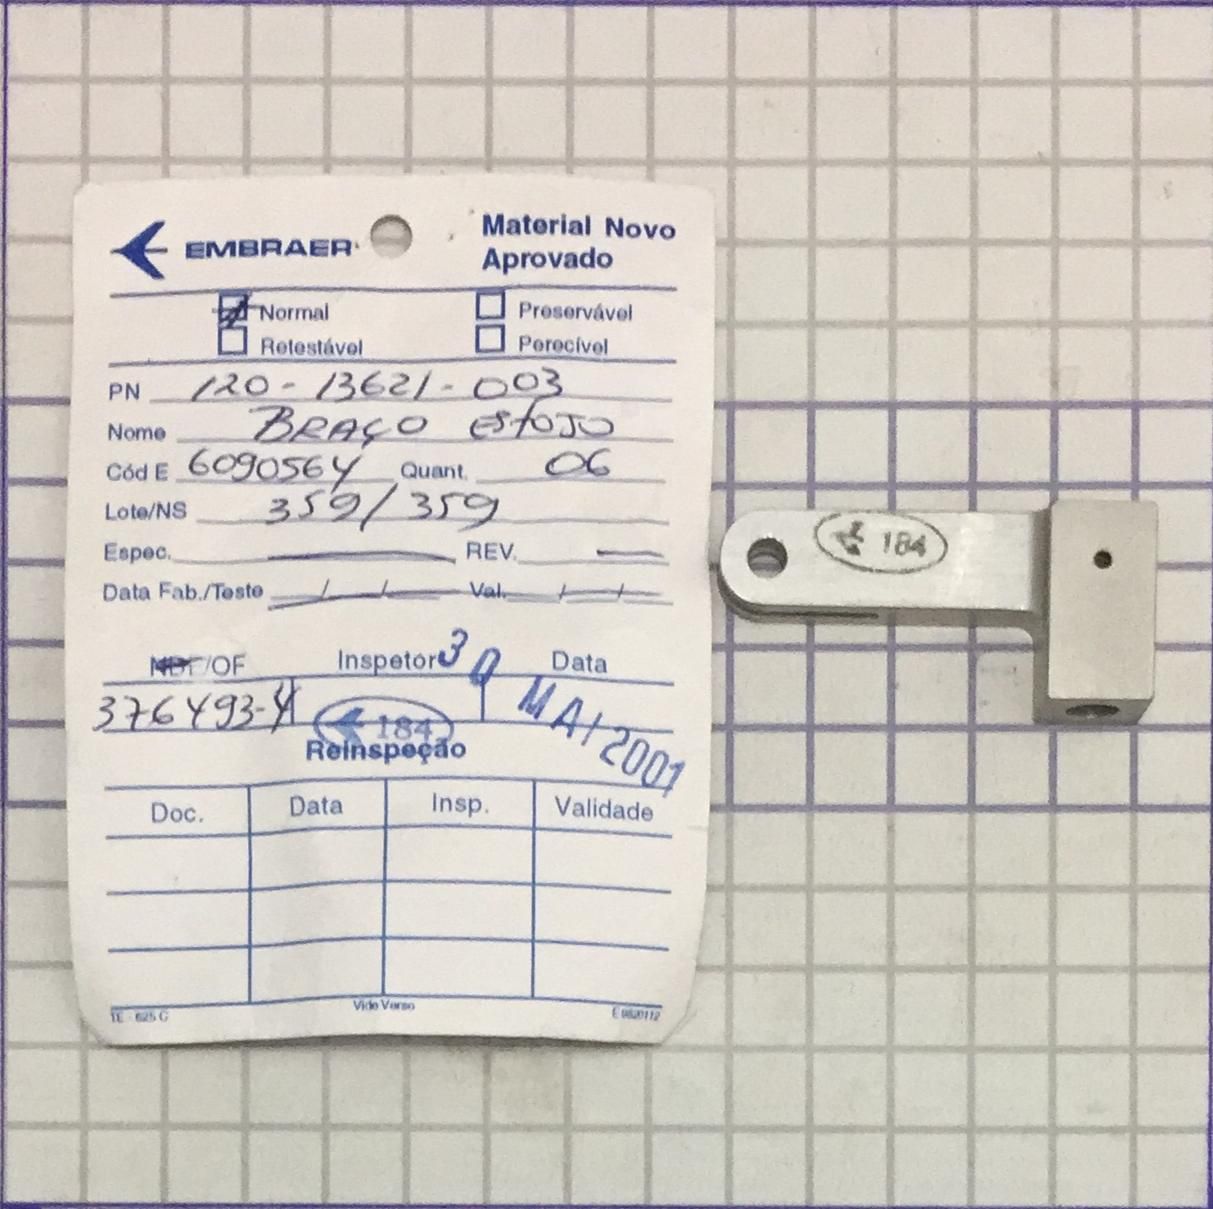 EMBRAER
Material Novo
Aprovado
Normal Preservável
Retestável Perecível
PN 120-13621-003
Nome BRAÇO ESTOJO
Cód E 6090564 Quant. 06
Lote/NS 359/359
Espec. REV.
Data Fab./Teste / / Val. / /
NDF/OF Inspetor Data
376493-4 184 30 MAI 2001
Reinspeção
Doc. Data Insp. Validade
Vide Verso
184